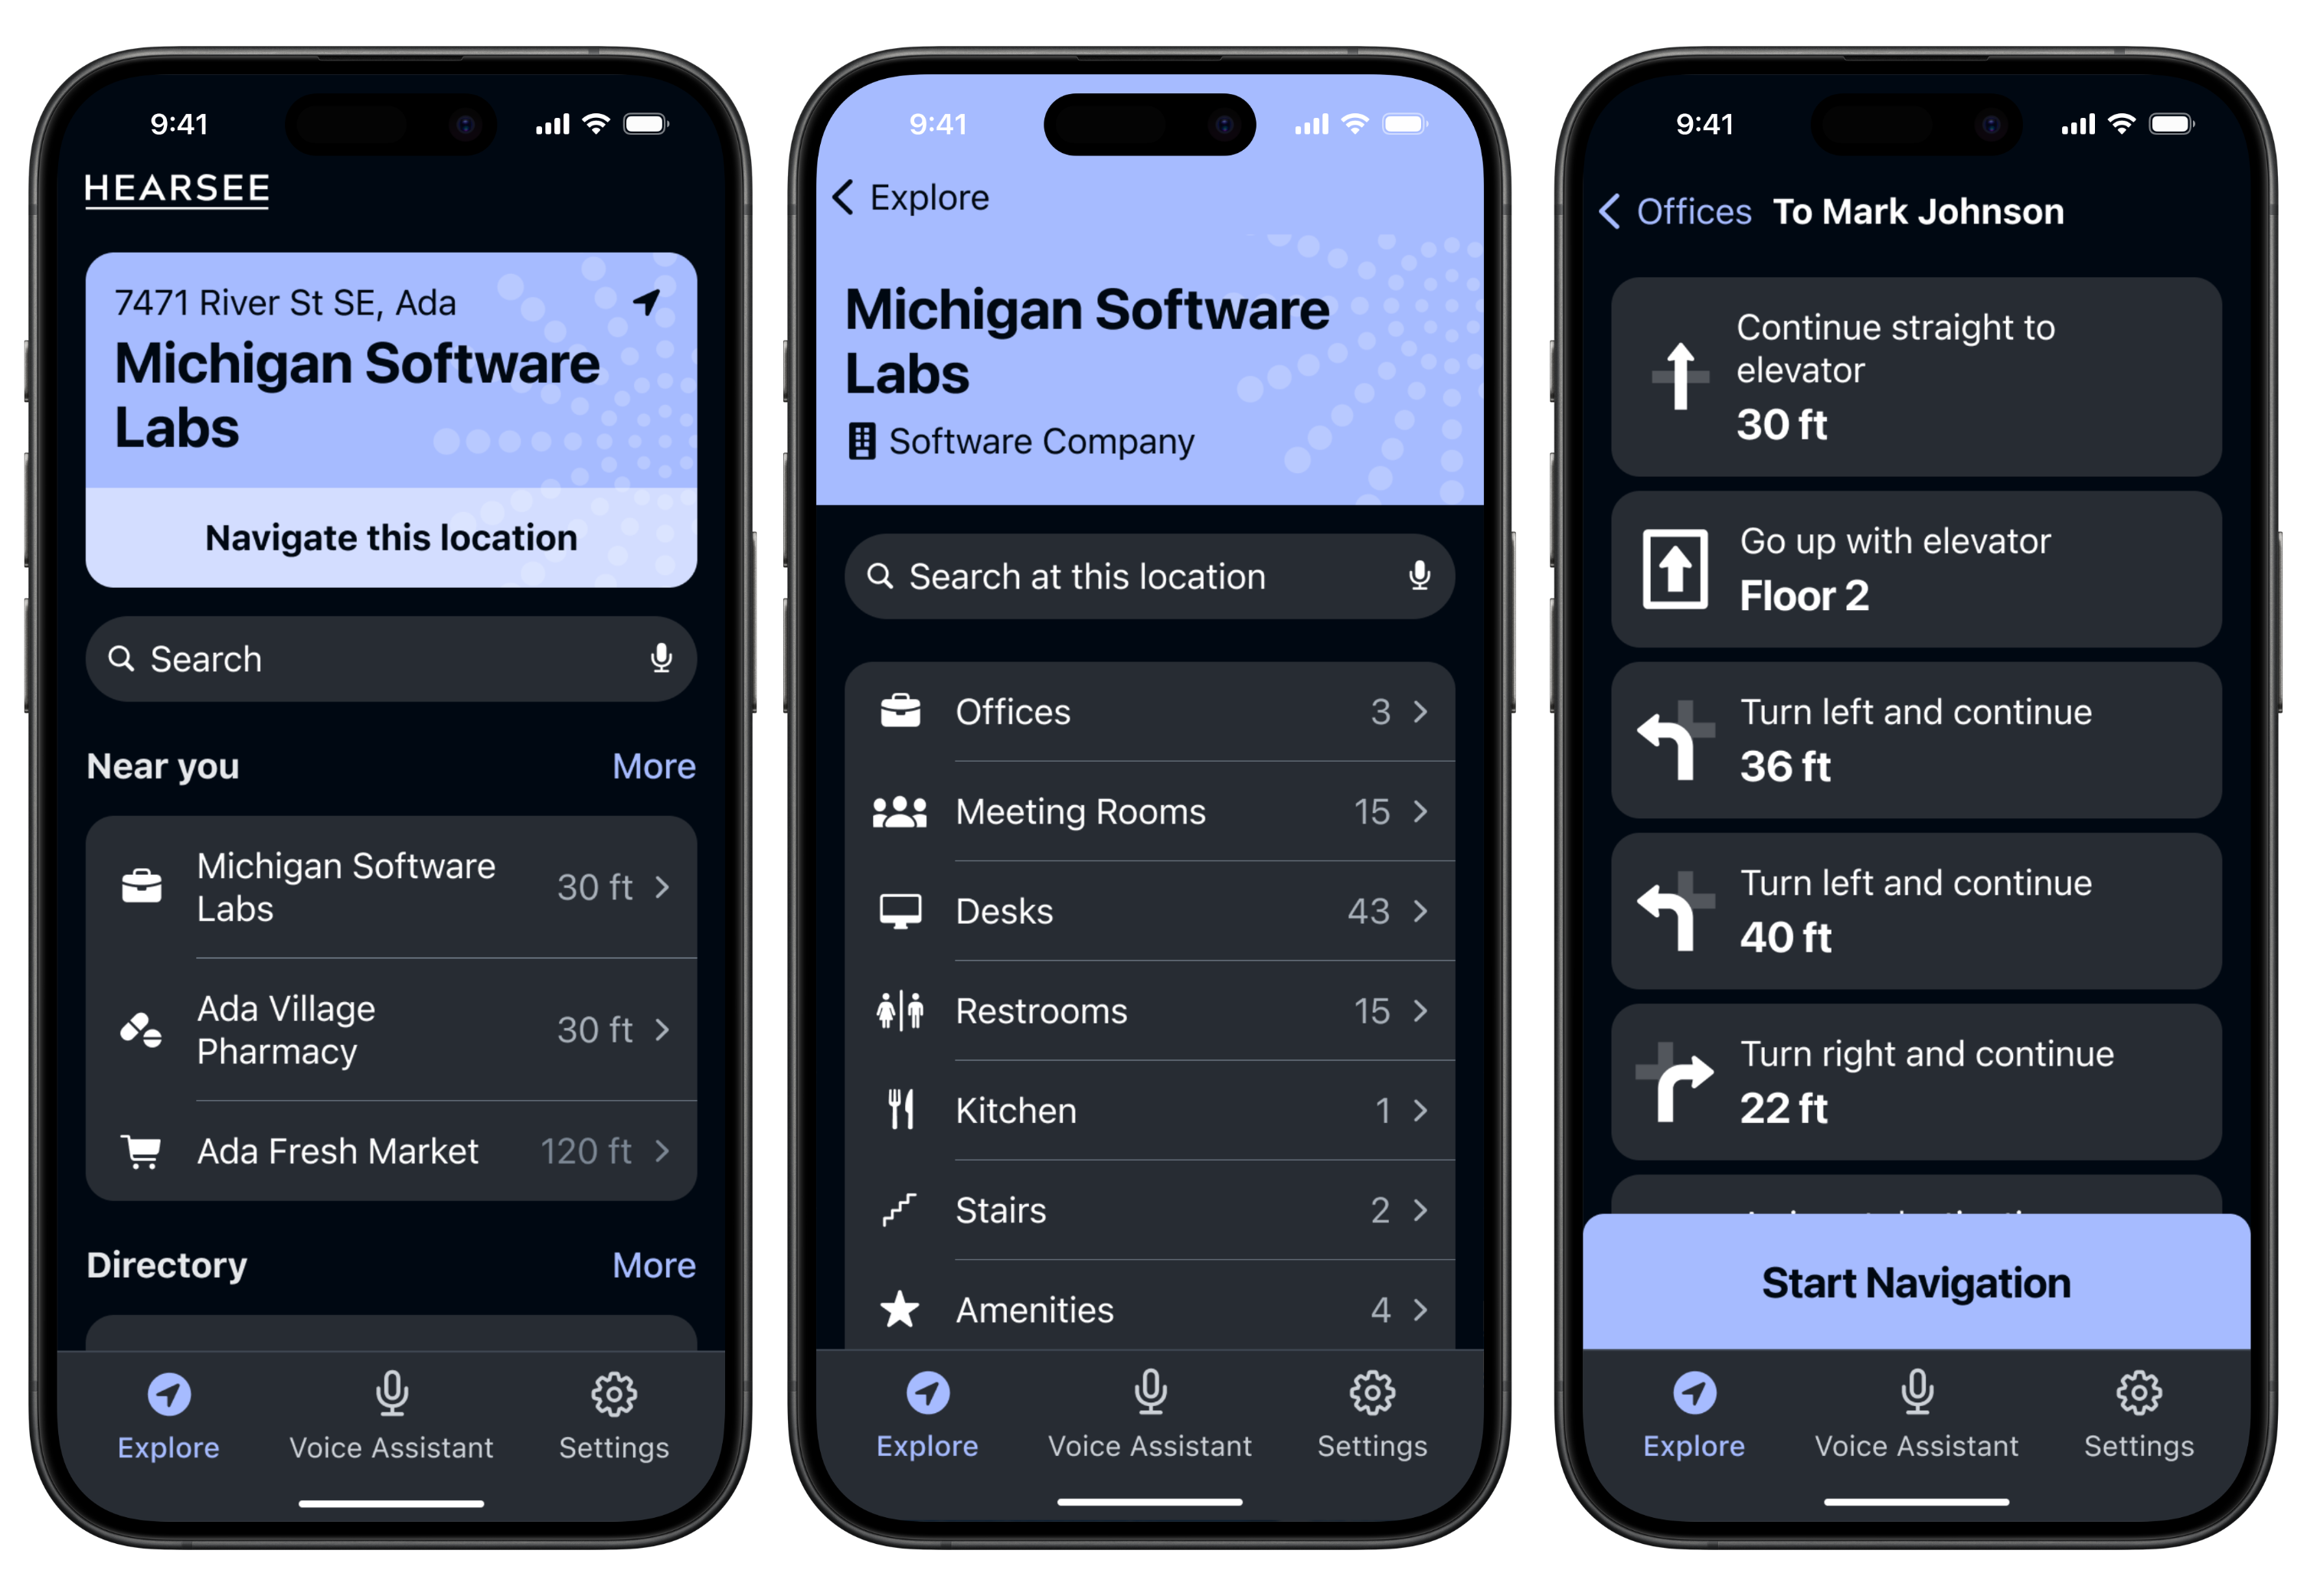 9:41
HEARSEE
7471 River St SE, Ada
Michigan Software
Labs
Navigate this location
Search
Near you
More
Michigan Software
Labs
30 ft
Ada Village
Pharmacy
30 ft
Ada Fresh Market
120 ft
Directory
More
Explore
Voice Assistant
Settings
9:41
Explore
Michigan Software
Labs
Software Company
Search at this location
Offices
3
Meeting Rooms
15
Desks
43
Restrooms
15
Kitchen
1
Stairs
2
Amenities
4
Explore
Voice Assistant
Settings
9:41
Offices
To Mark Johnson
Continue straight to
elevator
30 ft
Go up with elevator
Floor 2
Turn left and continue
36 ft
Turn left and continue
40 ft
Turn right and continue
22 ft
Start Navigation
Explore
Voice Assistant
Settings